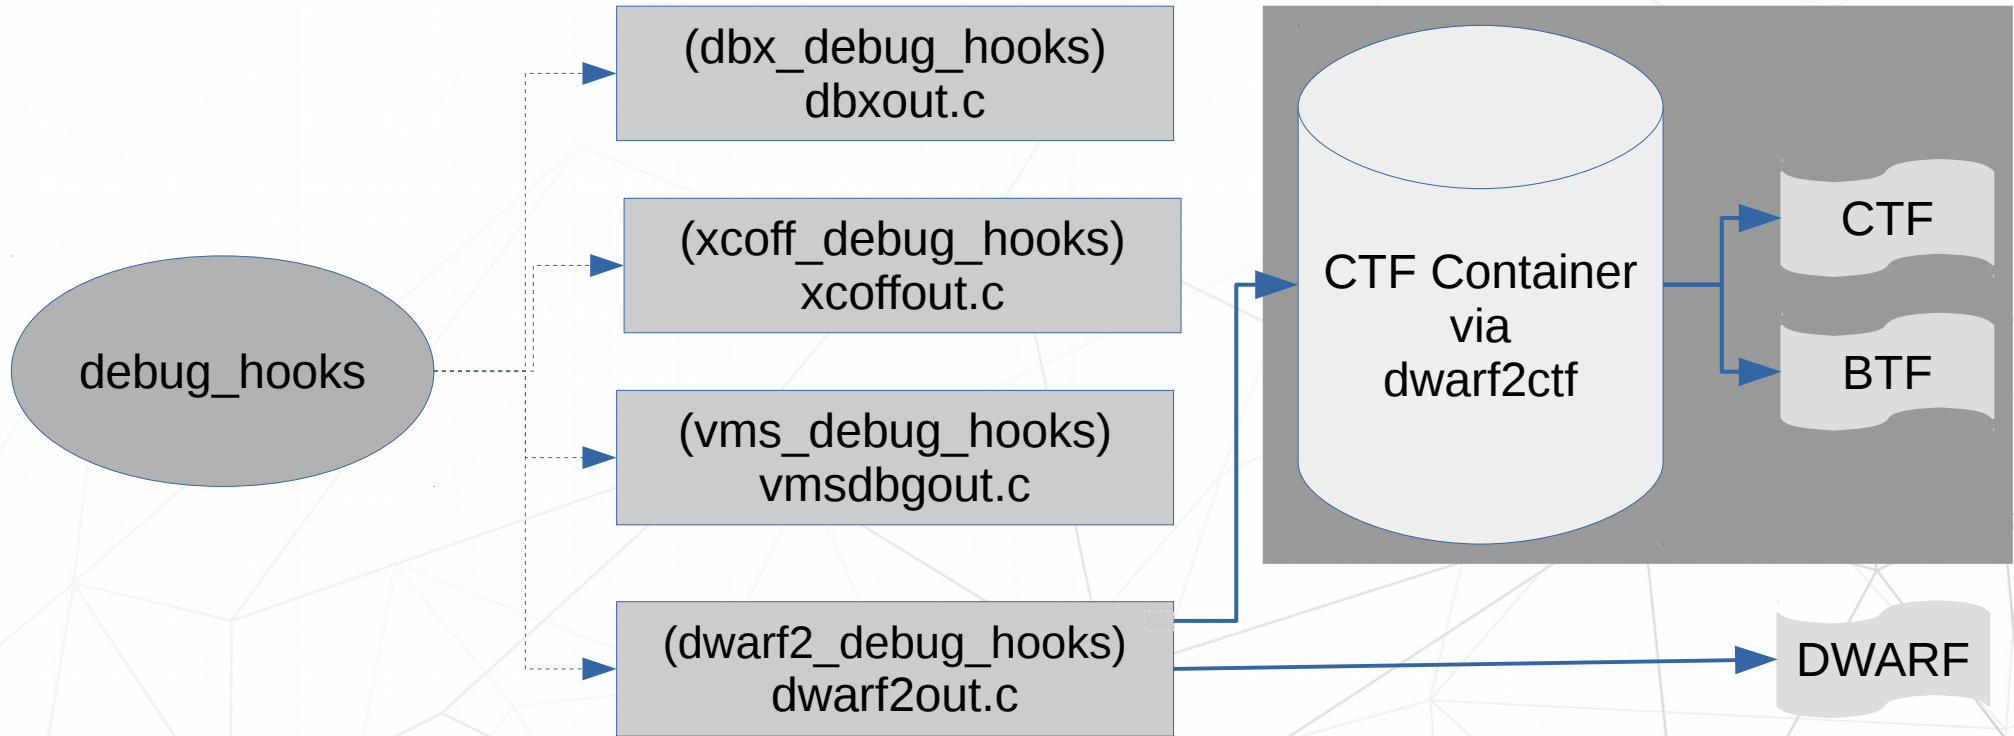 (dbx_debug_hooks)
dbxout.c
(xcoff_debug_hooks)
xcoffout.c
debug_hooks
(vms_debug_hooks)
vmsdbgout.c
(dwarf2_debug_hooks)
dwarf2out.c
CTF Container
via
dwarf2ctf
CTF
BTF
DWARF